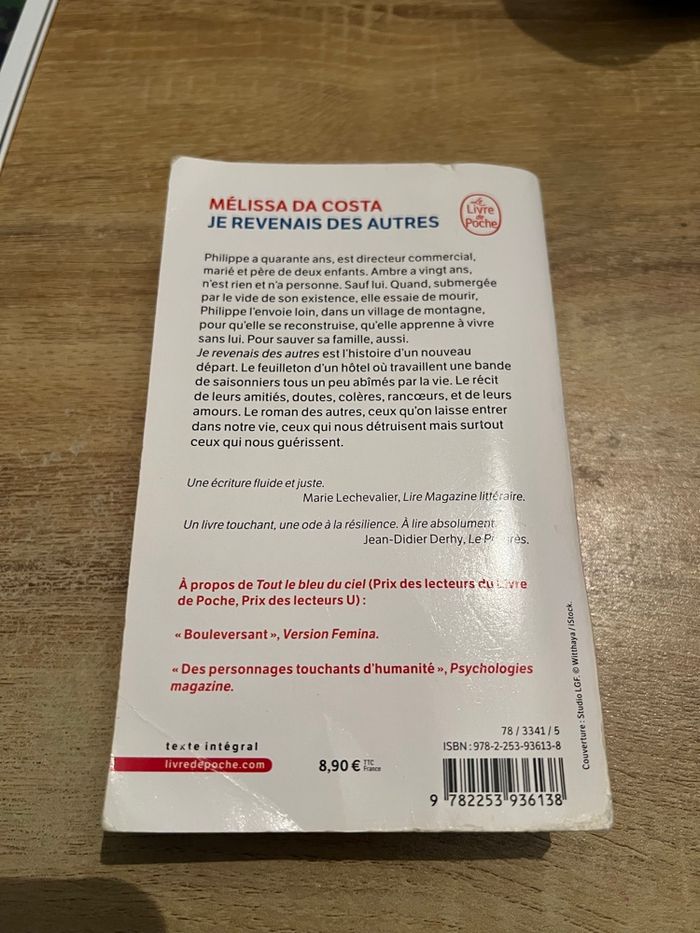 MÉLISSA DA COSTA
JE REVENAIS DES AUTRES
Le
Livre
de
Poche
Philippe a quarante ans, est directeur commercial,
marié et père de deux enfants. Ambre a vingt ans,
n'est rien et n'a personne. Sauf lui. Quand, submergée
par le vide de son existence, elle essaie de mourir,
Philippe l'envoie loin, dans un village de montagne,
pour qu'elle se reconstruise, qu'elle apprenne à vivre
sans lui. Pour sauver sa famille, aussi.
Je revenais des autres est l'histoire d'un nouveau
départ. Le feuilleton d'un hôtel où travaillent une bande
de saisonniers tous un peu abîmés par la vie. Le récit
de leurs amitiés, doutes, colères, rancœurs, et de leurs
amours. Le roman des autres, ceux qu'on laisse entrer
dans notre vie, ceux qui nous détruisent mais surtout
ceux qui nous guérissent.
Une écriture fluide et juste.
Marie Lechevalier, Lire Magazine littéraire.
Un livre touchant, une ode à la résilience. À lire absolument.
Jean-Didier Derhy, Le Progrès.
À propos de Tout le bleu du ciel (Prix des lecteurs du Livre
de Poche, Prix des lecteurs U) :
« Bouleversant », Version Femina.
« Des personnages touchants d'humanité », Psychologies
magazine.
texte intégral
livredepoche.com
8,90 € TTC
France
78 / 3341 / 5
ISBN : 978-2-253-93613-8
9 782253 936138
Couverture : Studio LGF. © Witthaya / iStock.